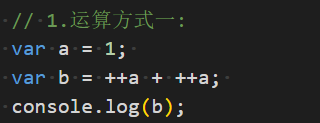 // 1.运算方式一:
var a = 1;
var b = ++a + ++a;
console.log(b);